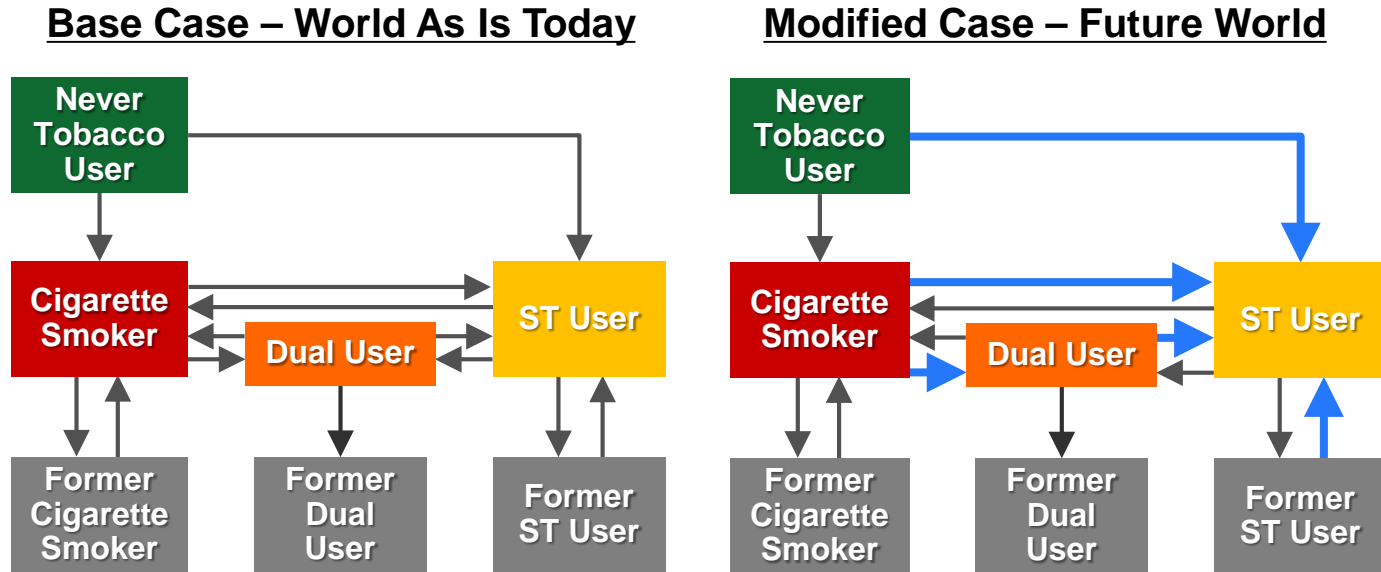 Base Case – World As Is Today
Never
Tobacco
User
Cigarette
Smoker
Dual User
ST User
Former
Cigarette
Smoker
Former
Dual
User
Former
ST User
Modified Case – Future World
Never
Tobacco
User
Cigarette
Smoker
Dual User
ST User
Former
Cigarette
Smoker
Former
Dual
User
Former
ST User